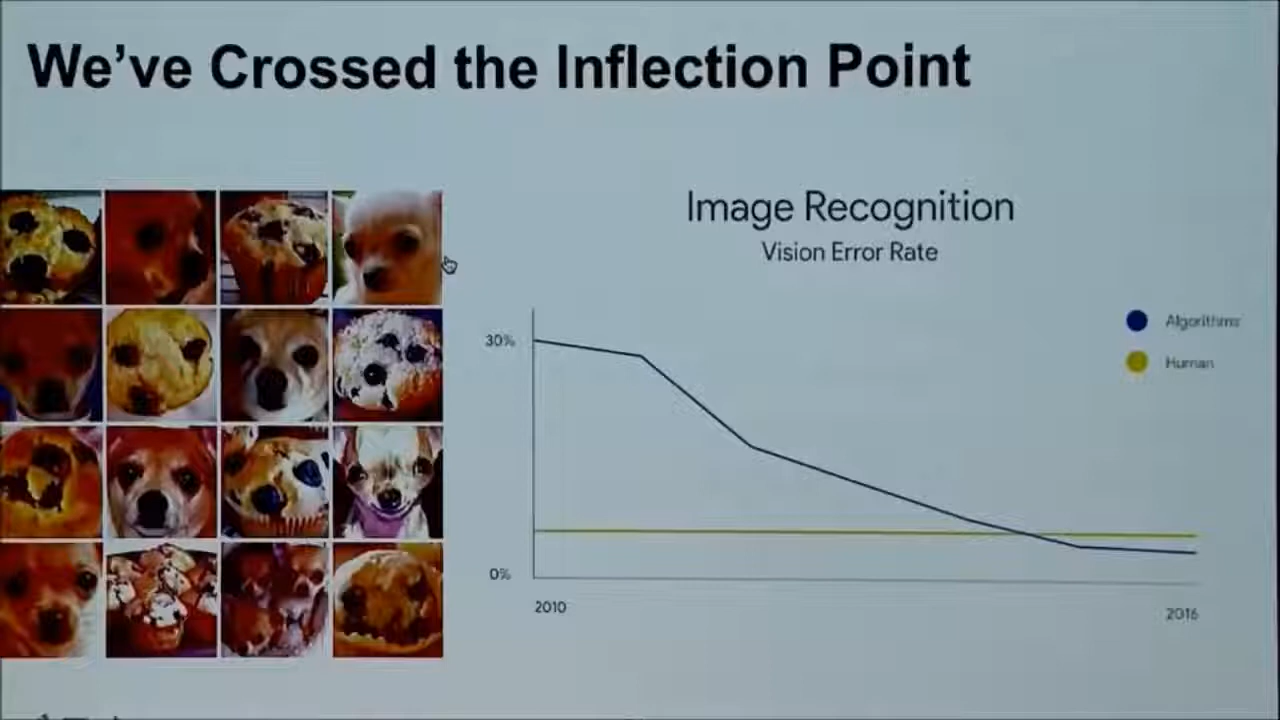 We've Crossed the Inflection Point
Image Recognition
Vision Error Rate
30%
Algorithms
Human
0%
2010
2016